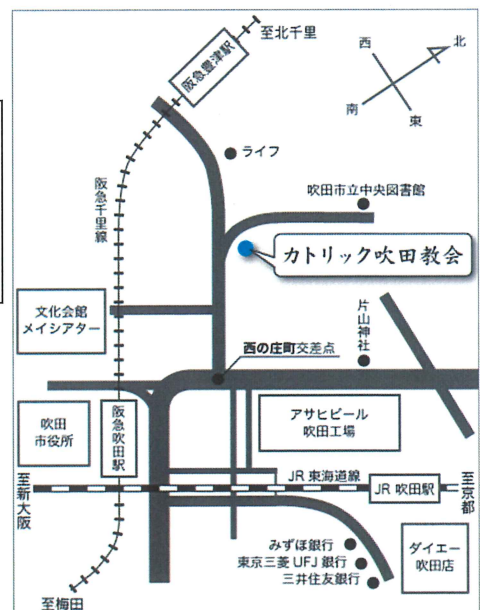 至北千里
阪急豊津駅
西
北
南
東
ライフ
吹田市立中央図書館
阪急千里線
カトリック吹田教会
文化会館
メイシアター
片山神社
西の庄町交差点
吹田
市役所
阪急吹田駅
アサヒビール
吹田工場
JR 東海道線
JR 吹田駅
至新大阪
至京都
みずほ銀行
東京三菱 UFJ 銀行
三井住友銀行
ダイエー
吹田店
至梅田